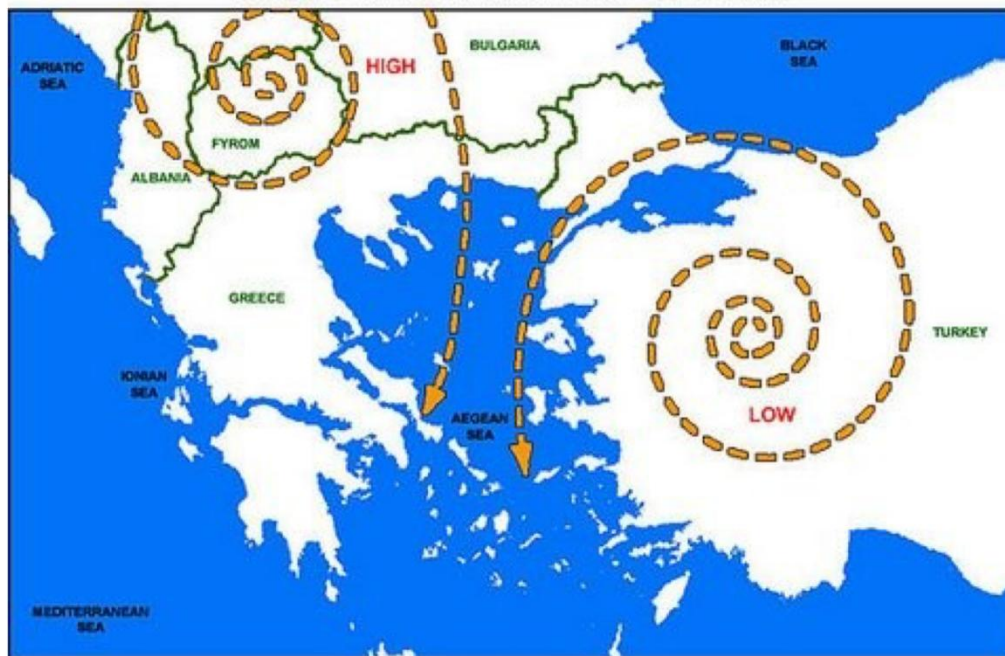 BULGARIA
BLACK
SEA
ADRIATIC
SEA
HIGH
FYROM
ALBANIA
GREECE
TURKEY
IONIAN
SEA
LOW
AEGEAN
SEA
MEDITERRANEAN
SEA